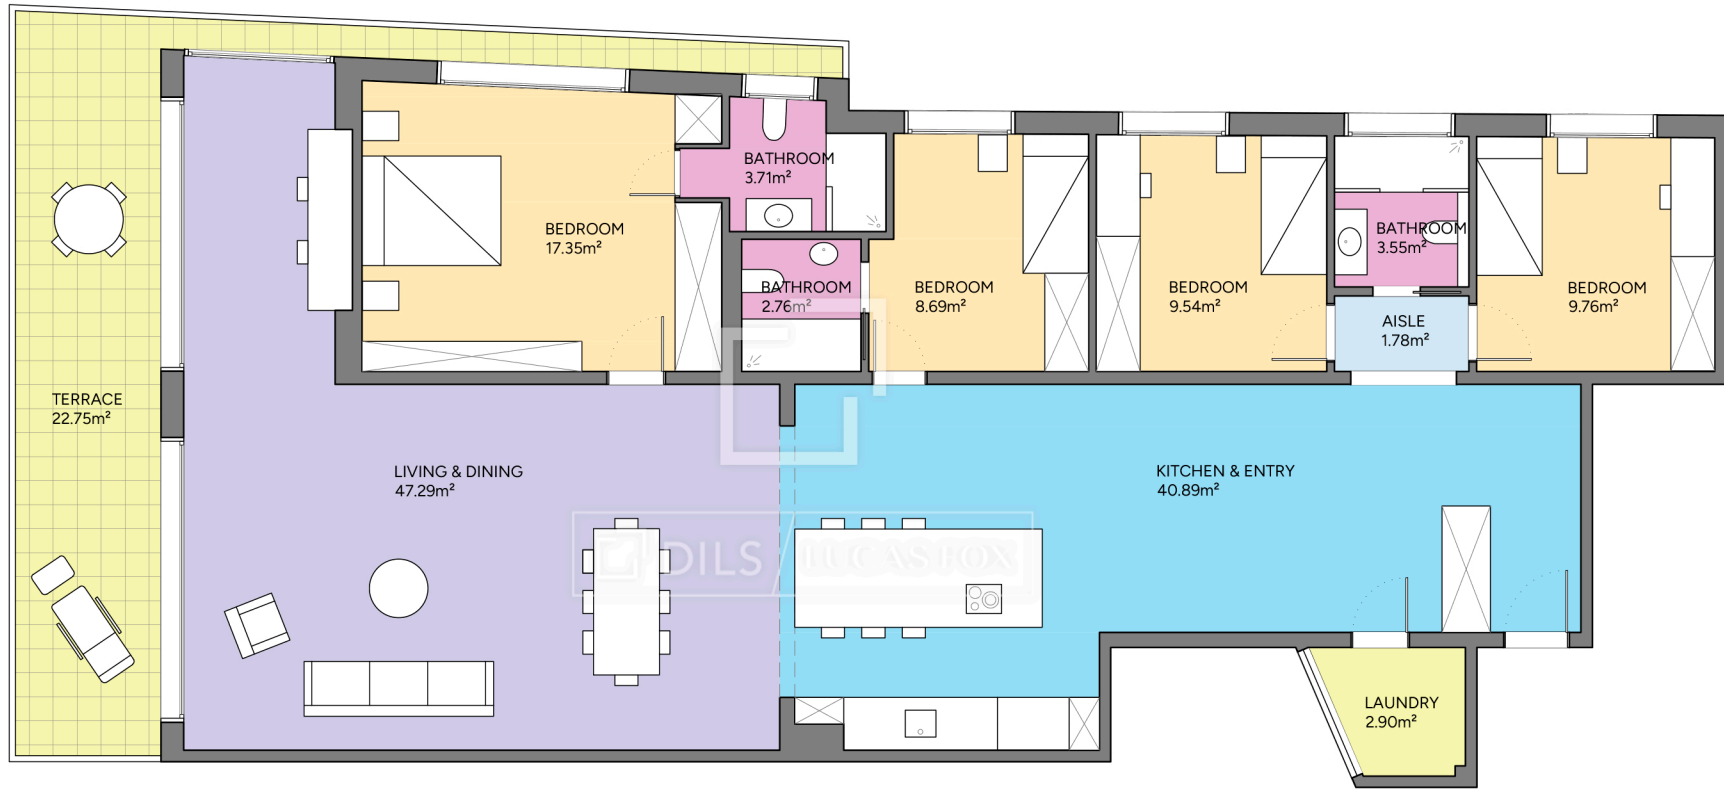 BATHROOM
3.71m²
BEDROOM
17.35m²
BATHROOM
3.55m²
BATHROOM
2.76m²
BEDROOM
8.69m²
BEDROOM
9.54m²
BEDROOM
9.76m²
AISLE
1.78m²
TERRACE
22.75m²
LIVING & DINING
47.29m²
KITCHEN & ENTRY
40.89m²
DILS LUCAS FOX
LAUNDRY
2.90m²